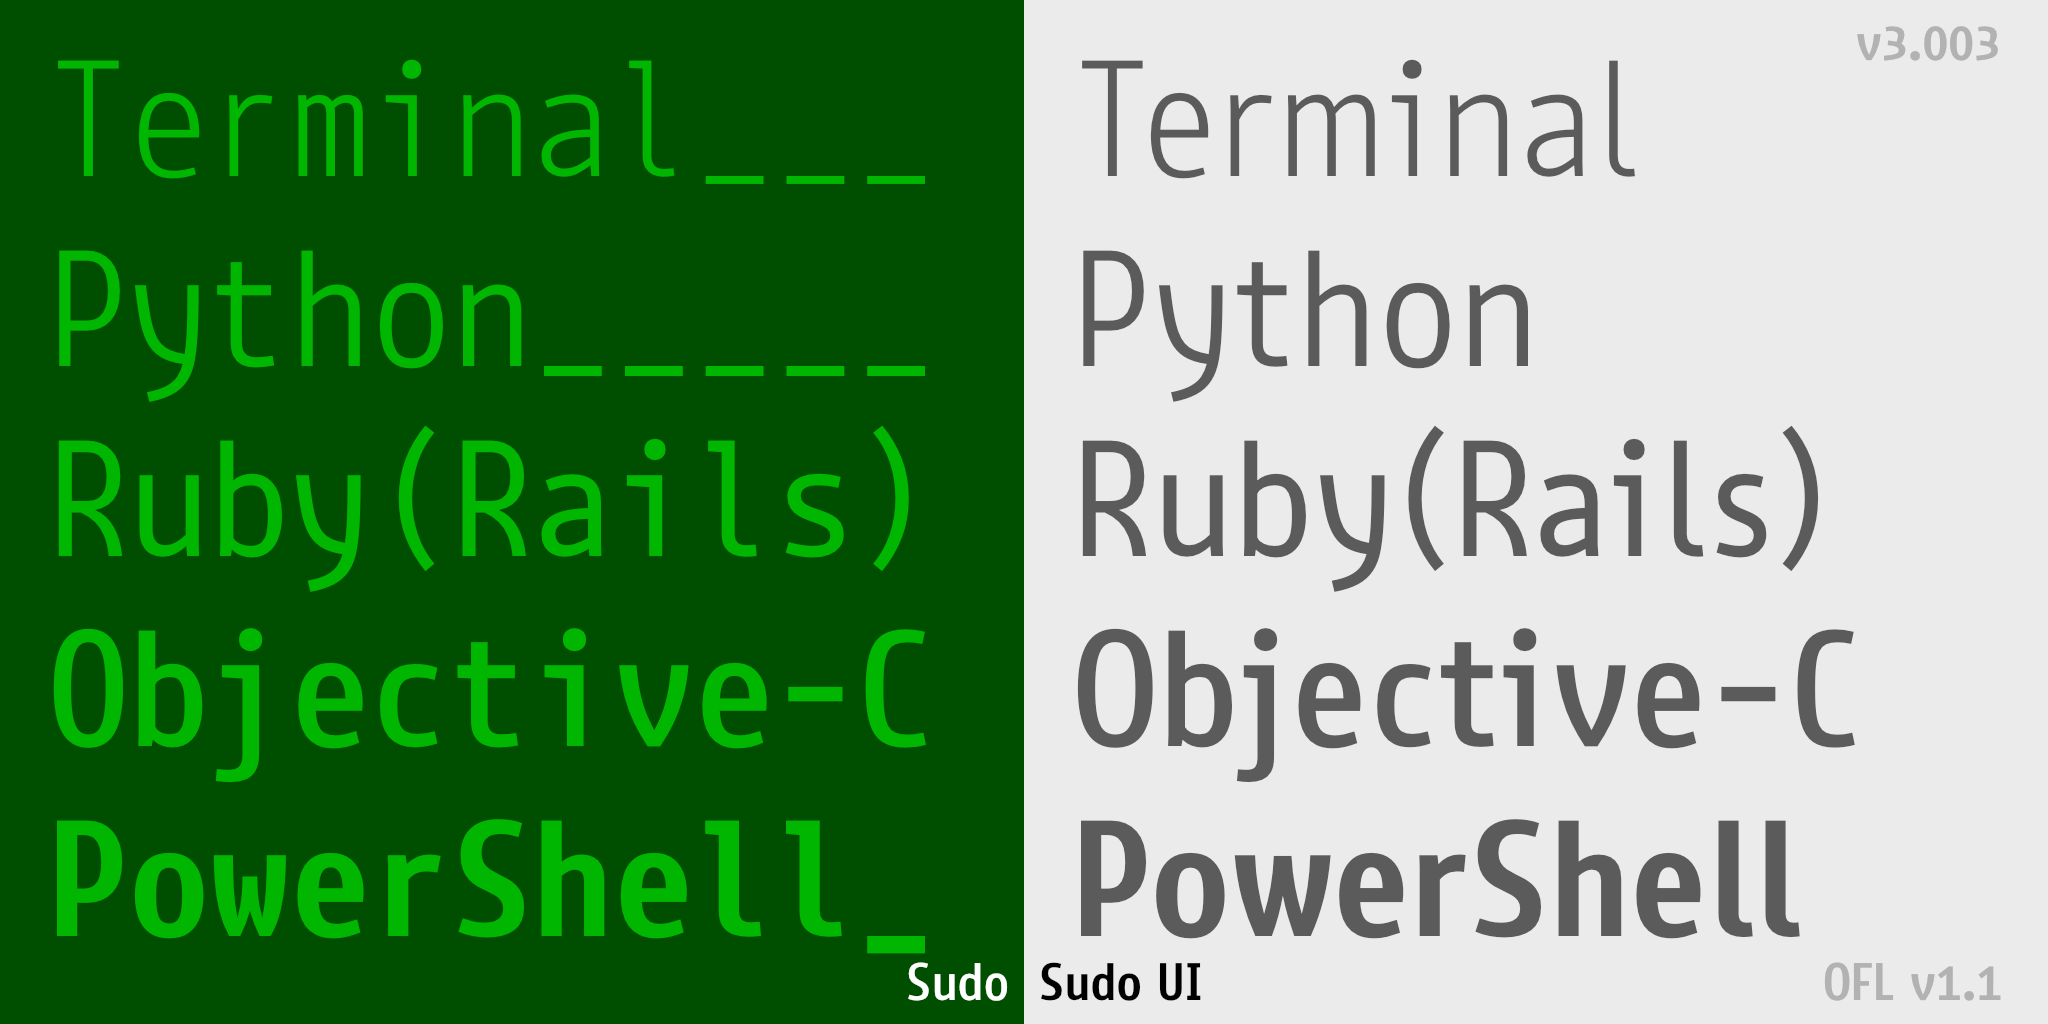 Terminal___
Python_____
Ruby(Rails)
Objective-C
PowerShell_
Sudo
v3.003
Terminal
Python
Ruby(Rails)
Objective-C
PowerShell
Sudo UI
OFL v1.1